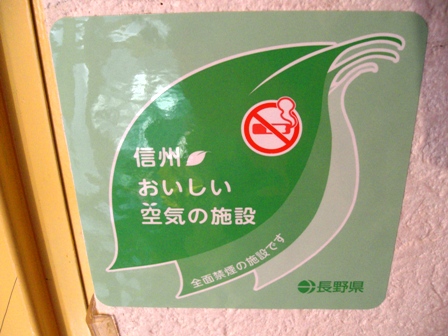 信州
おいしい
空気の施設
全面禁煙の施設です
長野県